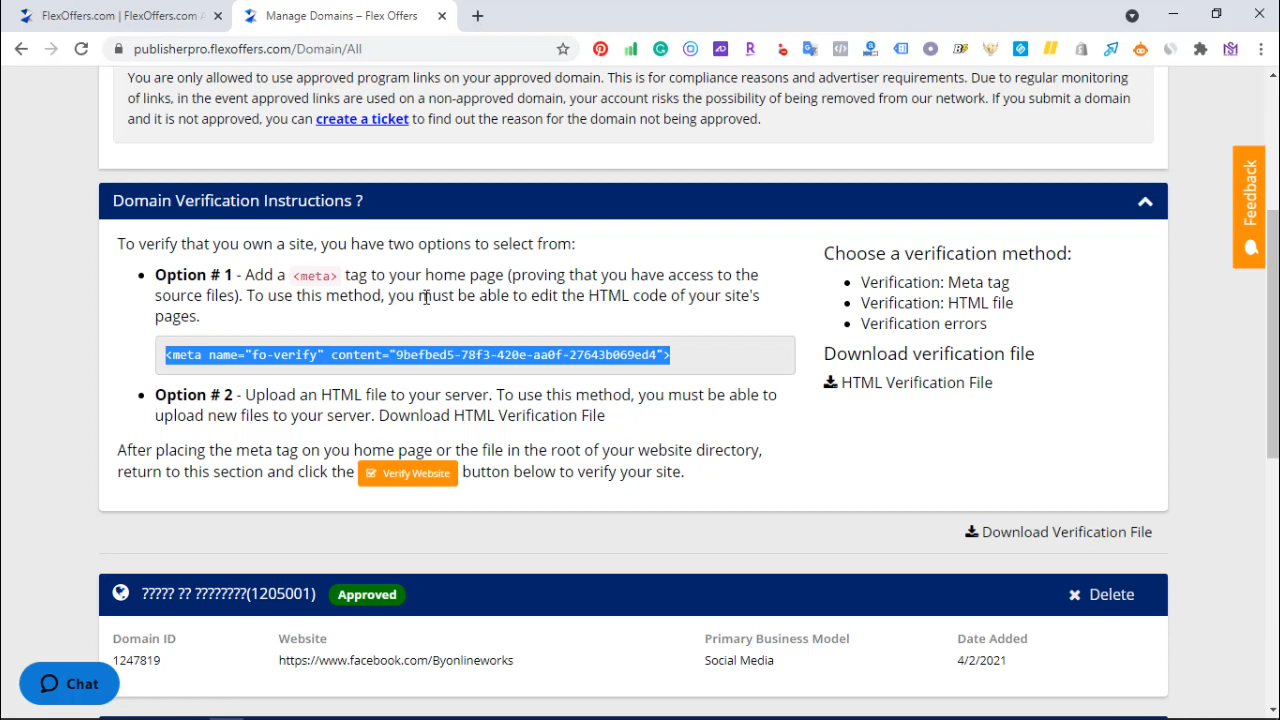 FlexOffers.com | FlexOffers.com
Manage Domains – Flex Offers
publisherpro.flexoffers.com/Domain/All
You are only allowed to use approved program links on your approved domain. This is for compliance reasons and advertiser requirements. Due to regular monitoring
of links, in the event approved links are used on a non-approved domain, your account risks the possibility of being removed from our network. If you submit a domain
and it is not approved, you can create a ticket to find out the reason for the domain not being approved.
Feedback
Domain Verification Instructions ?
To verify that you own a site, you have two options to select from:
Option # 1 - Add a <meta> tag to your home page (proving that you have access to the
source files). To use this method, you must be able to edit the HTML code of your site's
pages.
<meta name="fo-verify" content="9befbed5-78f3-420e-aa0f-27643b069ed4">
Option # 2 - Upload an HTML file to your server. To use this method, you must be able to
upload new files to your server. Download HTML Verification File
After placing the meta tag on you home page or the file in the root of your website directory,
return to this section and click the Verify Website button below to verify your site.
Choose a verification method:
Verification: Meta tag
Verification: HTML file
Verification errors
Download verification file
HTML Verification File
Download Verification File
????? ?? ????????(1205001) Approved
Delete
Domain ID Website Primary Business Model Date Added
1247819 https://www.facebook.com/Byonlineworks Social Media 4/2/2021
Chat